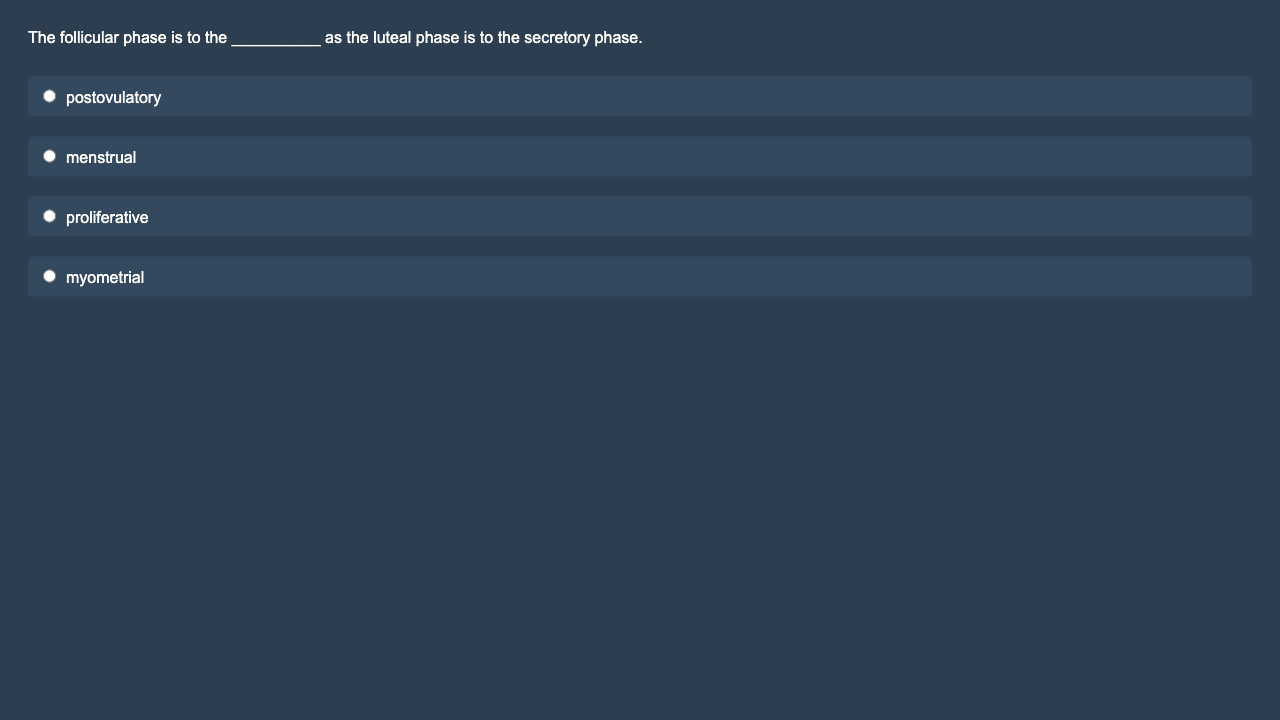 The follicular phase is to the __________ as the luteal phase is to the secretory phase.
postovulatory
menstrual
proliferative
myometrial